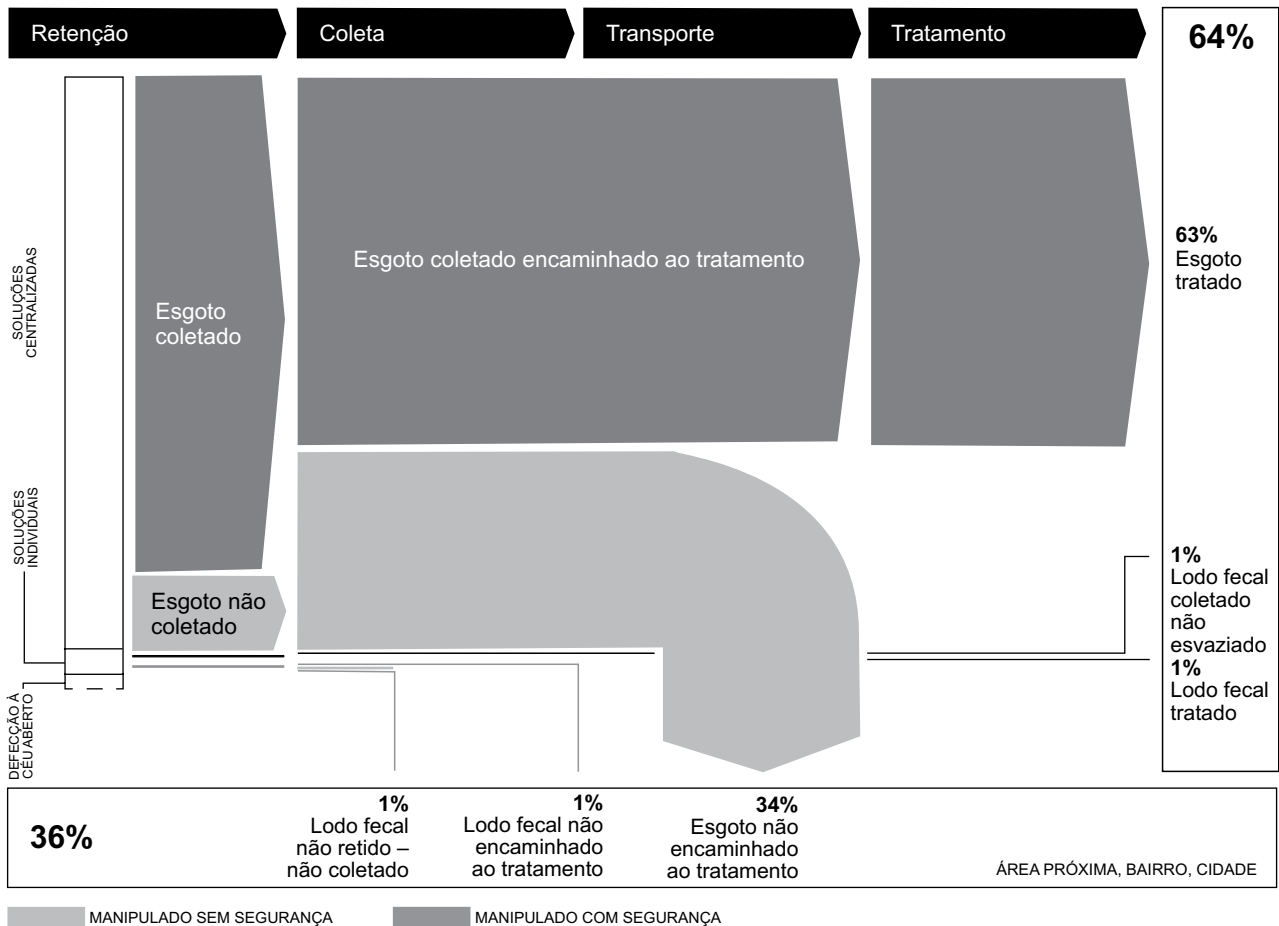 Retenção
Coleta
Transporte
Tratamento
64%
SOLUÇÕES
CENTRALIZADAS
SOLUÇÕES
INDIVIDUAIS
DEFECÇÃO À
CÉU ABERTO
Esgoto
coletado
Esgoto não
coletado
Esgoto coletado encaminhado ao tratamento
63%
Esgoto
tratado
1%
Lodo fecal
coletado
não
esvaziado
1%
Lodo fecal
tratado
36%
1%
Lodo fecal
não retido –
não coletado
1%
Lodo fecal não
encaminhado
ao tratamento
34%
Esgoto não
encaminhado
ao tratamento
ÁREA PRÓXIMA, BAIRRO, CIDADE
MANIPULADO SEM SEGURANÇA
MANIPULADO COM SEGURANÇA